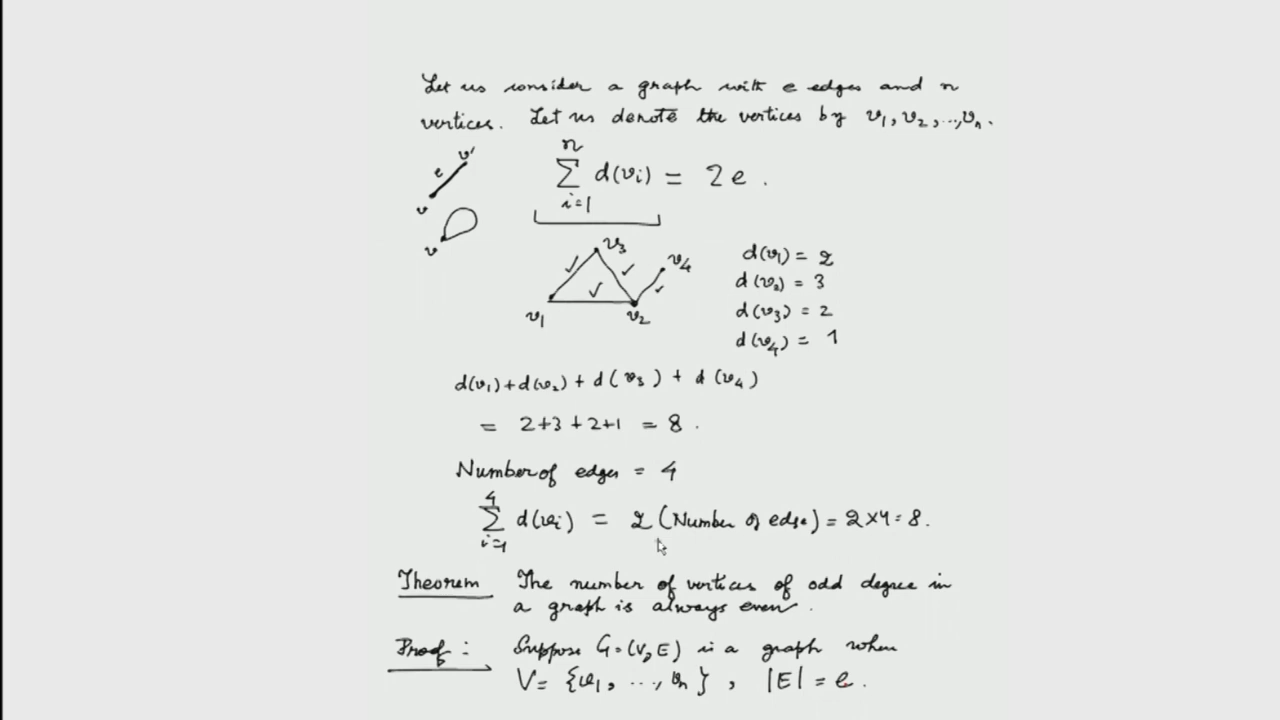 Let us consider a graph with e edges and n
vertices. Let us denote the vertices by v₁, v₂, ..., vₙ.
e v'
v
v
n
∑ d(vᵢ) = 2e.
i=1
v₃
v₄
v₁
v₂
d(v₁) = 2
d(v₂) = 3
d(v₃) = 2
d(v₄) = 1
d(v₁) + d(v₂) + d(v₃) + d(v₄)
= 2+3+2+1 = 8.
Number of edges = 4
4
∑ d(vᵢ) = 2 (Number of edge) = 2×4 = 8.
i=1
Theorem The number of vertices of odd degree in
a graph is always even.
Proof: Suppose G = (V, E) is a graph when
V = {v₁, ..., vₙ}, |E| = e.